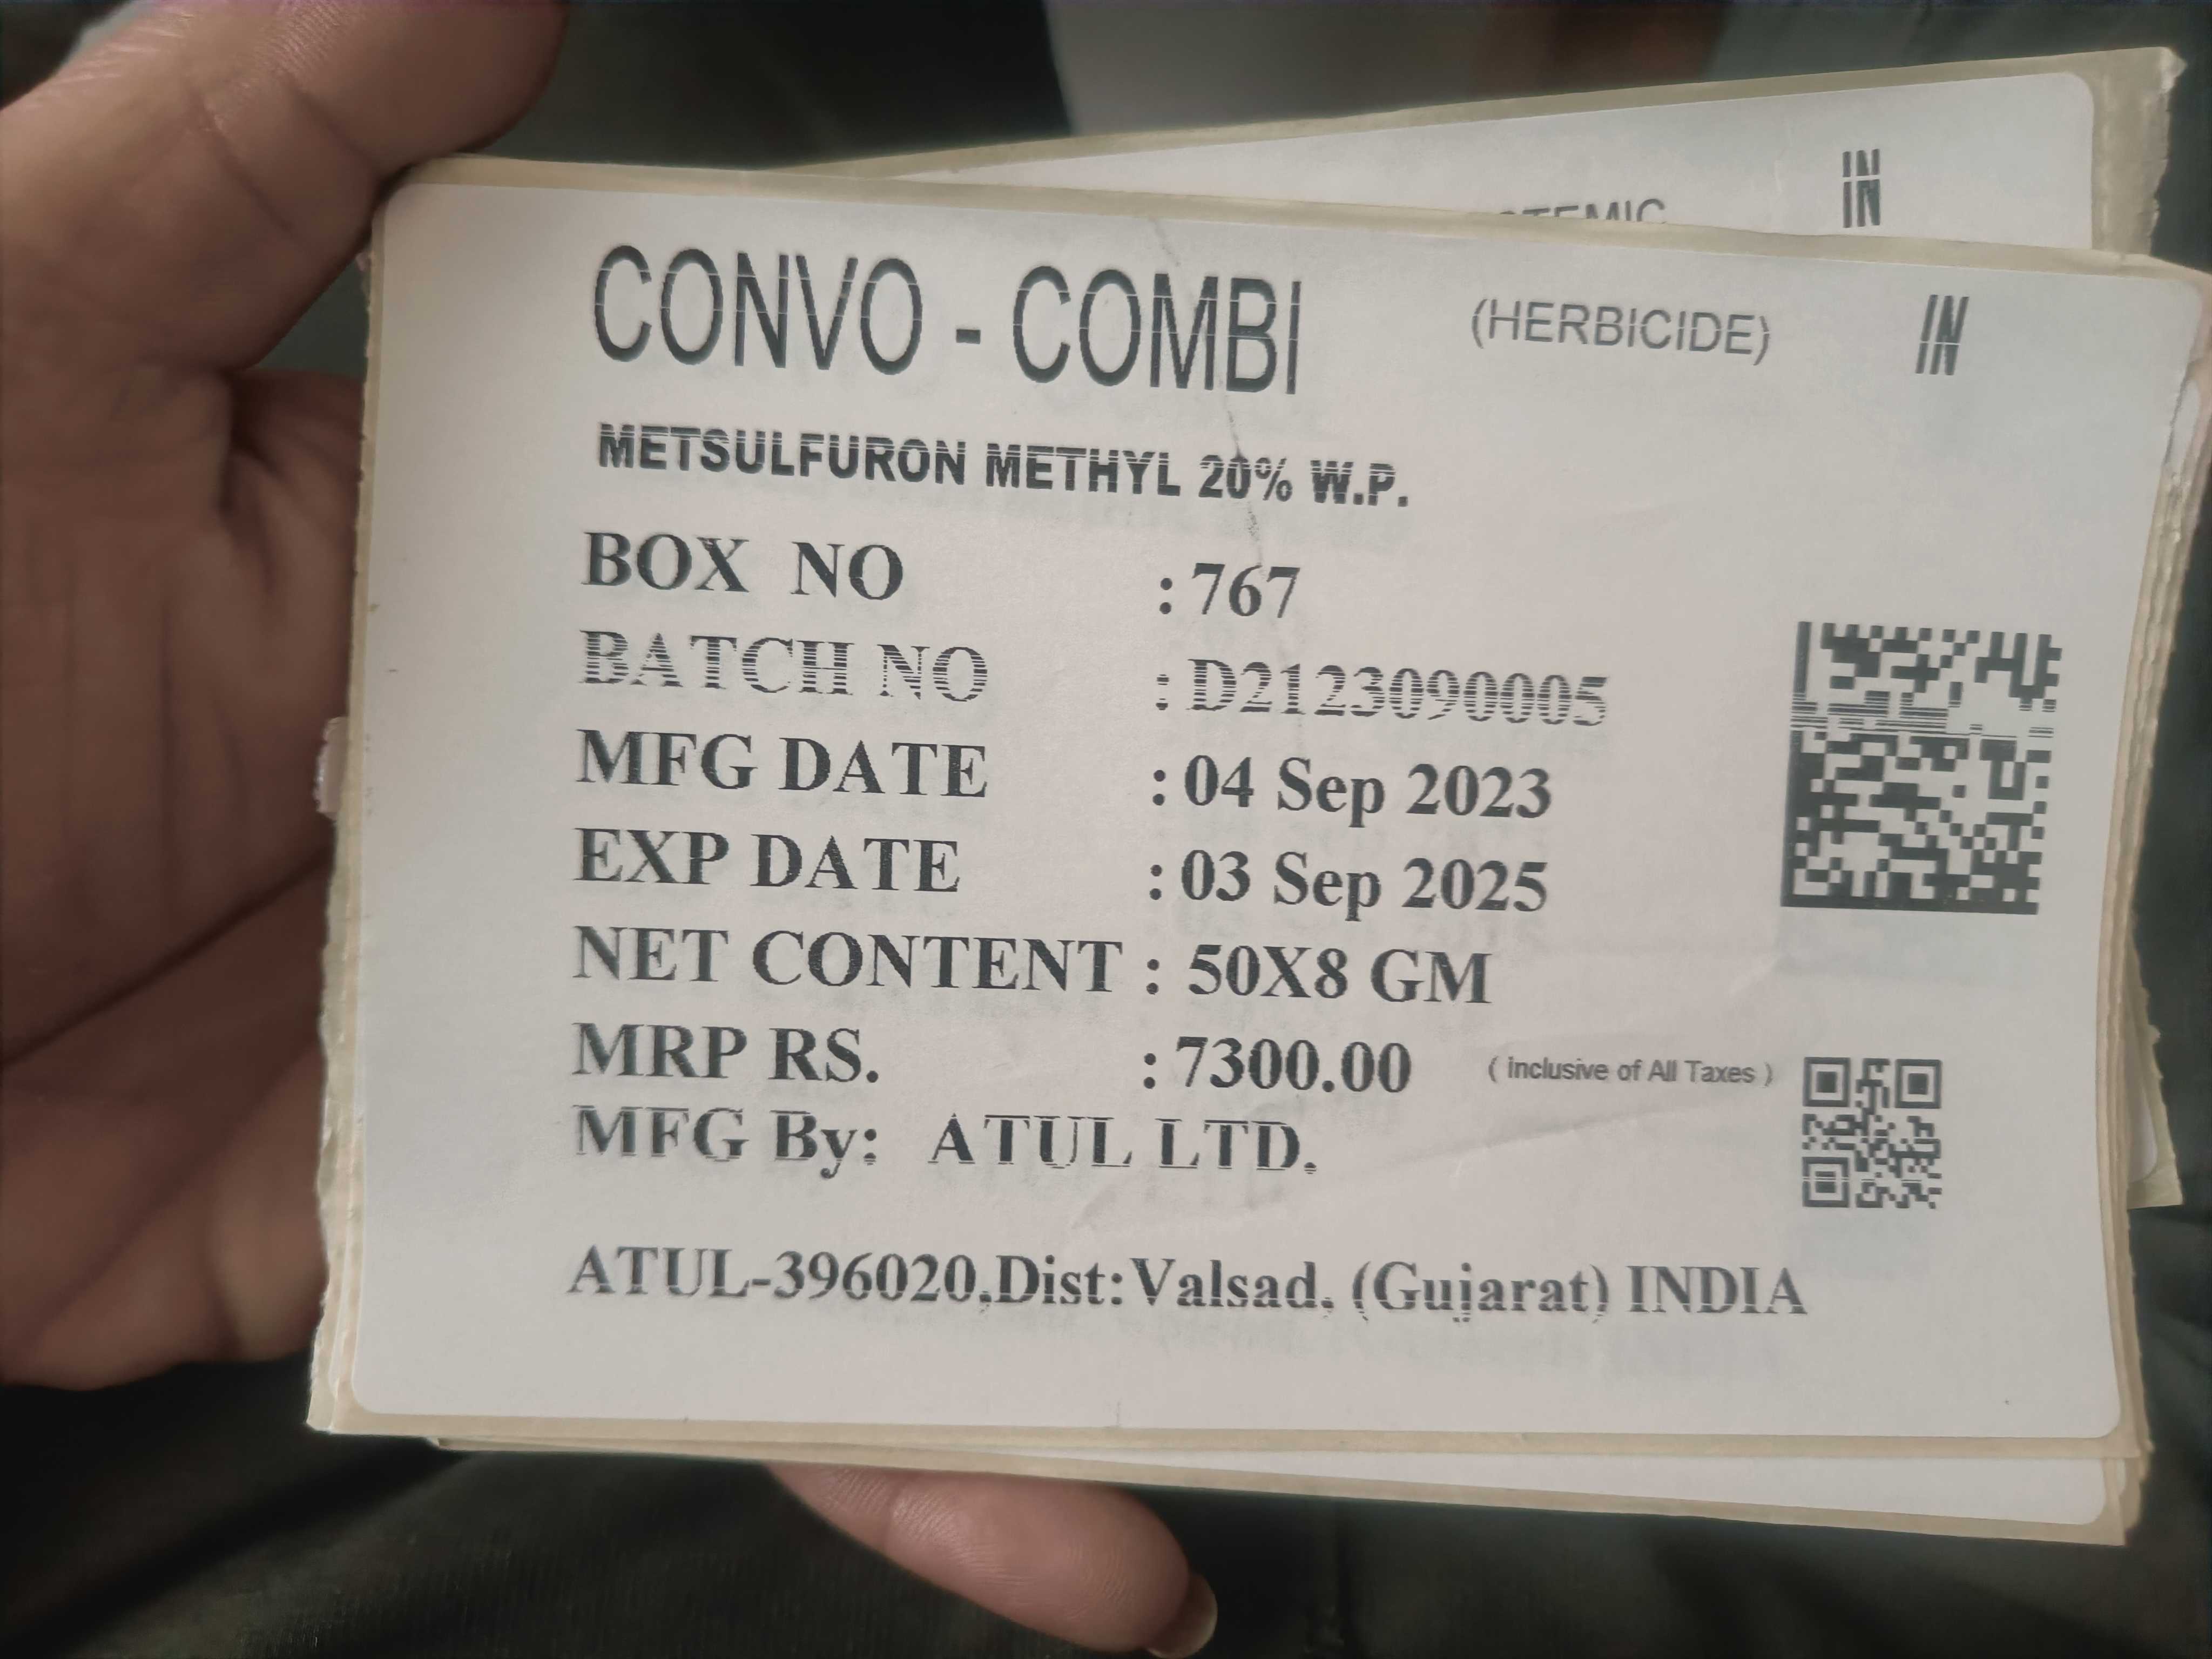 IN
CONVO - COMBI (HERBICIDE) IN
METSULFURON METHYL 20% W.P.
BOX NO : 767
BATCH NO : D2123090005
MFG DATE : 04 Sep 2023
EXP DATE : 03 Sep 2025
NET CONTENT : 50X8 GM
MRP RS. : 7300.00 ( inclusive of All Taxes )
MFG By: ATUL LTD.
ATUL-396020,Dist:Valsad, (Gujarat) INDIA